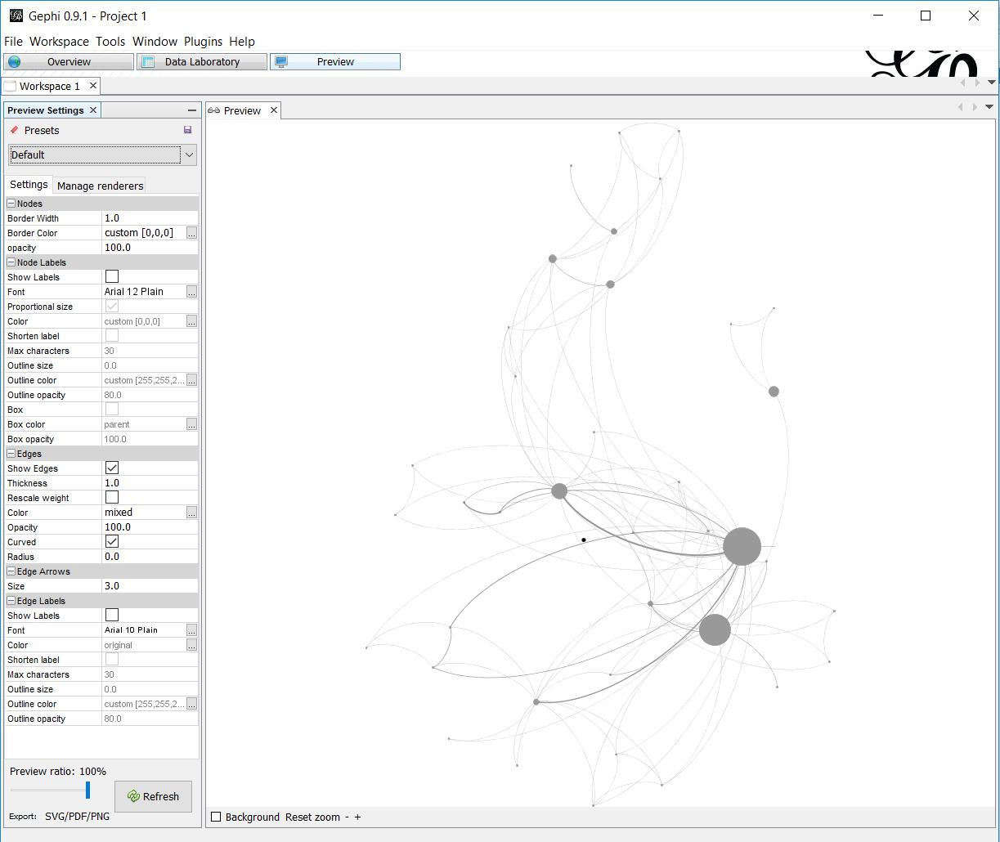 Gephi 0.9.1 - Project 1
File Workspace Tools Window Plugins Help
Overview Data Laboratory Preview
Workspace 1
Preview Settings
Presets
Default
Settings Manage renderers
Nodes
Border Width 1.0
Border Color custom [0,0,0] ...
opacity 100.0
Node Labels
Show Labels
Font Arial 12 Plain ...
Proportional size
Color custom [0,0,0] ...
Shorten label
Max characters 30
Outline size 0.0
Outline color custom [255,255,2... ...
Outline opacity 80.0
Box
Box color parent ...
Box opacity 100.0
Edges
Show Edges
Thickness 1.0
Rescale weight
Color mixed ...
Opacity 100.0
Curved
Radius 0.0
Edge Arrows
Size 3.0
Edge Labels
Show Labels
Font Arial 10 Plain ...
Color original ...
Shorten label
Max characters 30
Outline size 0.0
Outline color custom [255,255,2... ...
Outline opacity 80.0
Preview ratio: 100%
Refresh
Export: SVG/PDF/PNG
Preview
Background Reset zoom - +